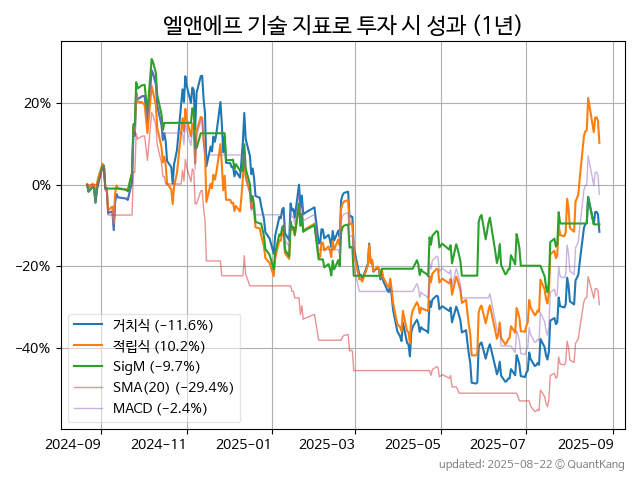 엘앤에프 기술 지표로 투자 시 성과 (1년)
20%
0%
−20%
−40%
거치식 (−11.6%)
적립식 (10.2%)
SigM (−9.7%)
SMA(20) (−29.4%)
MACD (−2.4%)
2024-09 2024-11 2025-01 2025-03 2025-05 2025-07 2025-09
updated: 2025-08-22 © QuantKang